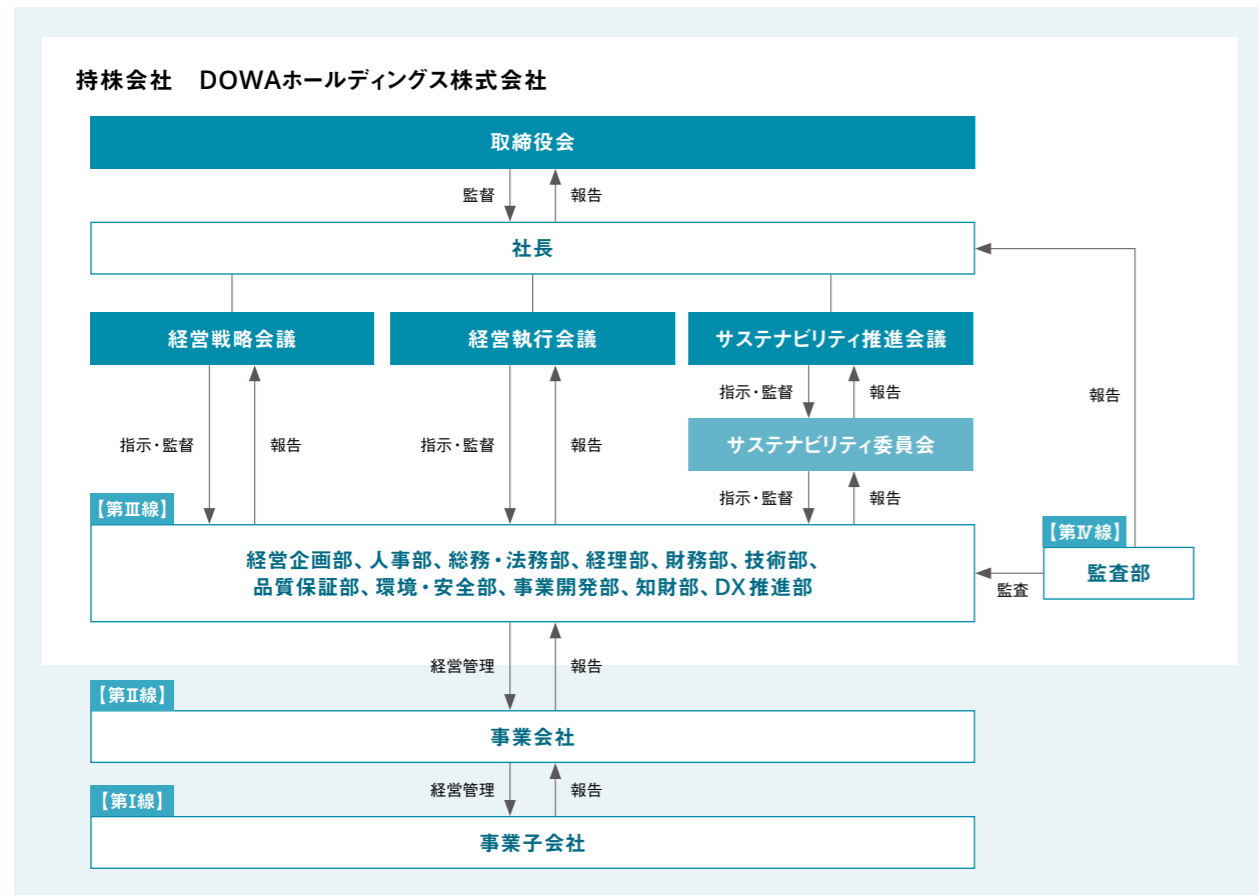 持株会社 DOWAホールディングス株式会社
取締役会
監督
報告
社長
経営戦略会議
経営執行会議
サステナビリティ推進会議
指示・監督
報告
報告
サステナビリティ委員会
指示・監督
報告
指示・監督
報告
指示・監督
報告
【第Ⅲ線】
経営企画部、人事部、総務・法務部、経理部、財務部、技術部、
品質保証部、環境・安全部、事業開発部、知財部、DX推進部
【第Ⅳ線】
監査部
監査
経営管理
報告
【第Ⅱ線】
事業会社
経営管理
報告
【第Ⅰ線】
事業子会社